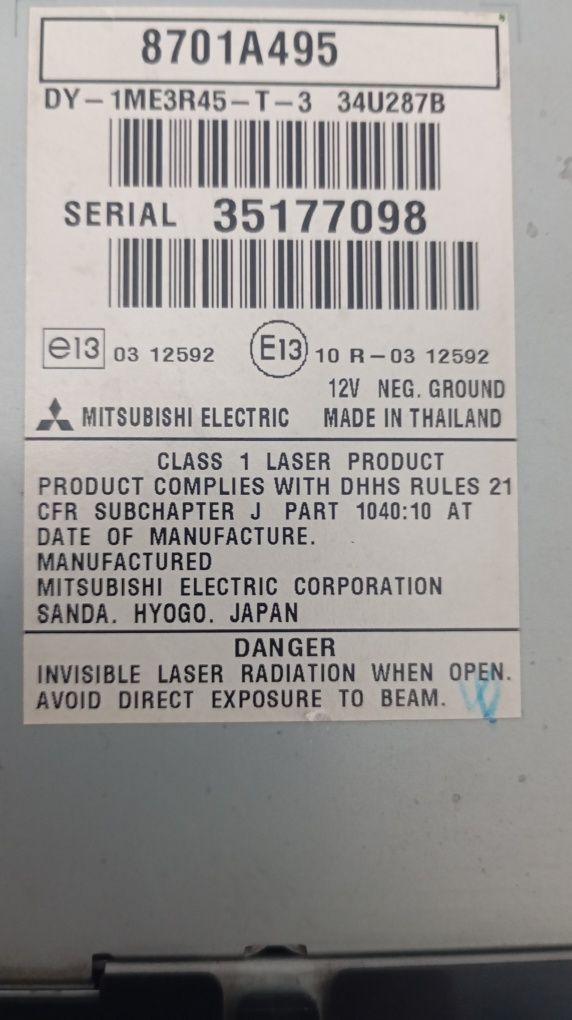 8701A495
DY-1ME3R45-T-3 34U287B
SERIAL 35177098
e13 03 12592 E13 10 R-03 12592
12V NEG. GROUND
MITSUBISHI ELECTRIC MADE IN THAILAND
CLASS 1 LASER PRODUCT
PRODUCT COMPLIES WITH DHHS RULES 21
CFR SUBCHAPTER J PART 1040:10 AT
DATE OF MANUFACTURE.
MANUFACTURED
MITSUBISHI ELECTRIC CORPORATION
SANDA. HYOGO. JAPAN
DANGER
INVISIBLE LASER RADIATION WHEN OPEN.
AVOID DIRECT EXPOSURE TO BEAM.